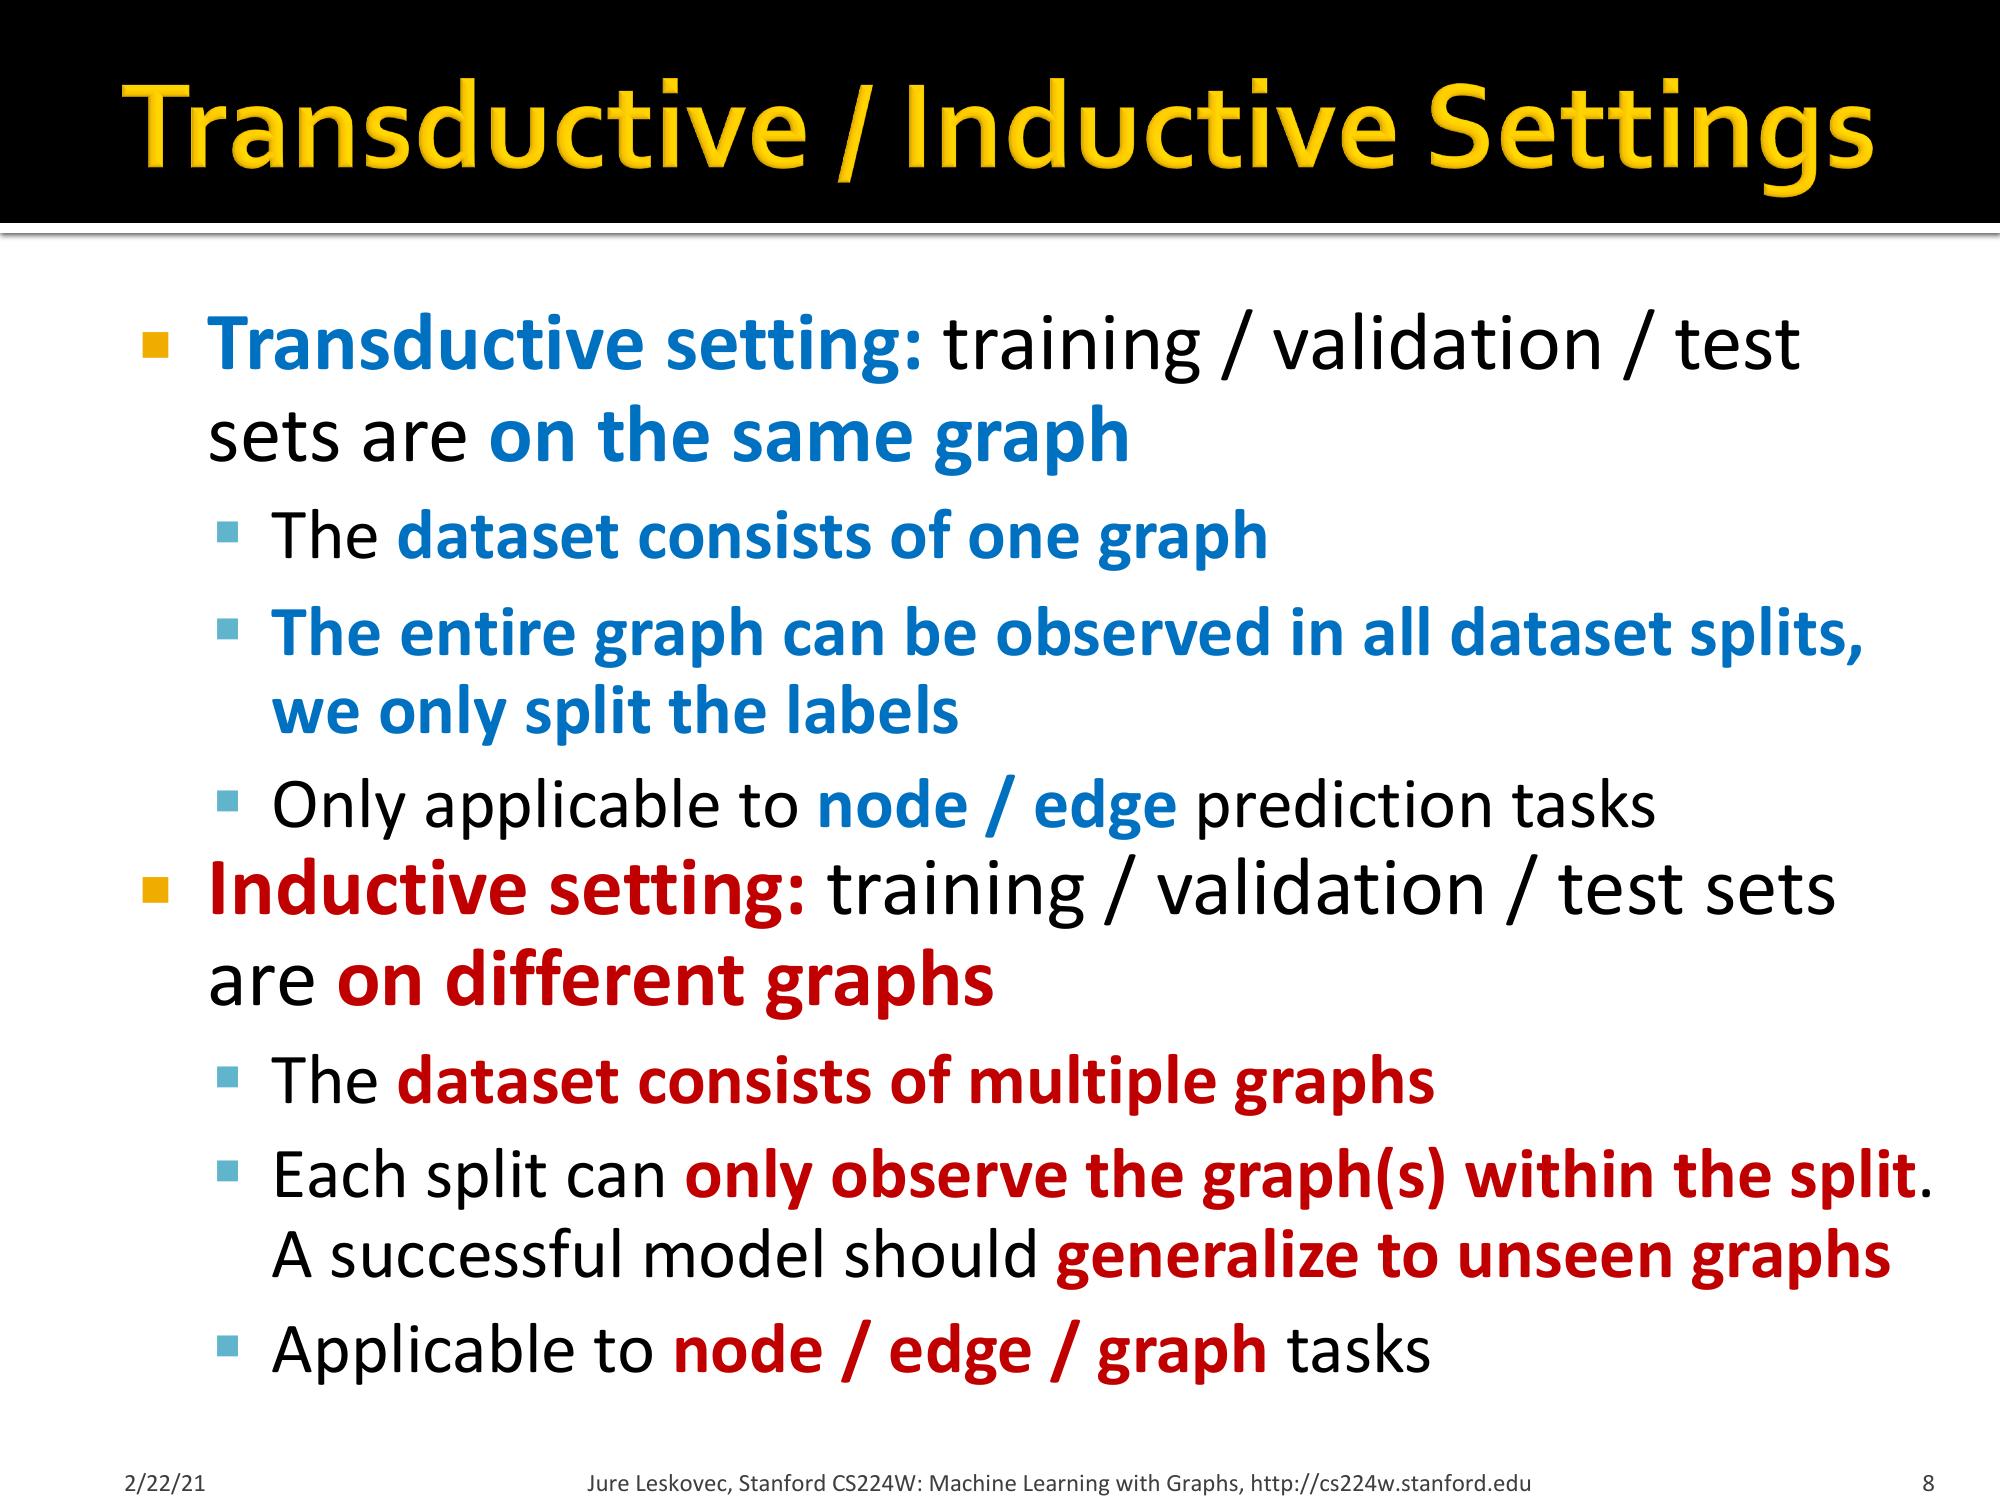 Transductive / Inductive Settings
Transductive setting: training / validation / test
sets are on the same graph
The dataset consists of one graph
The entire graph can be observed in all dataset splits,
we only split the labels
Only applicable to node / edge prediction tasks
Inductive setting: training / validation / test sets
are on different graphs
The dataset consists of multiple graphs
Each split can only observe the graph(s) within the split.
A successful model should generalize to unseen graphs
Applicable to node / edge / graph tasks
2/22/21 Jure Leskovec, Stanford CS224W: Machine Learning with Graphs, http://cs224w.stanford.edu 8